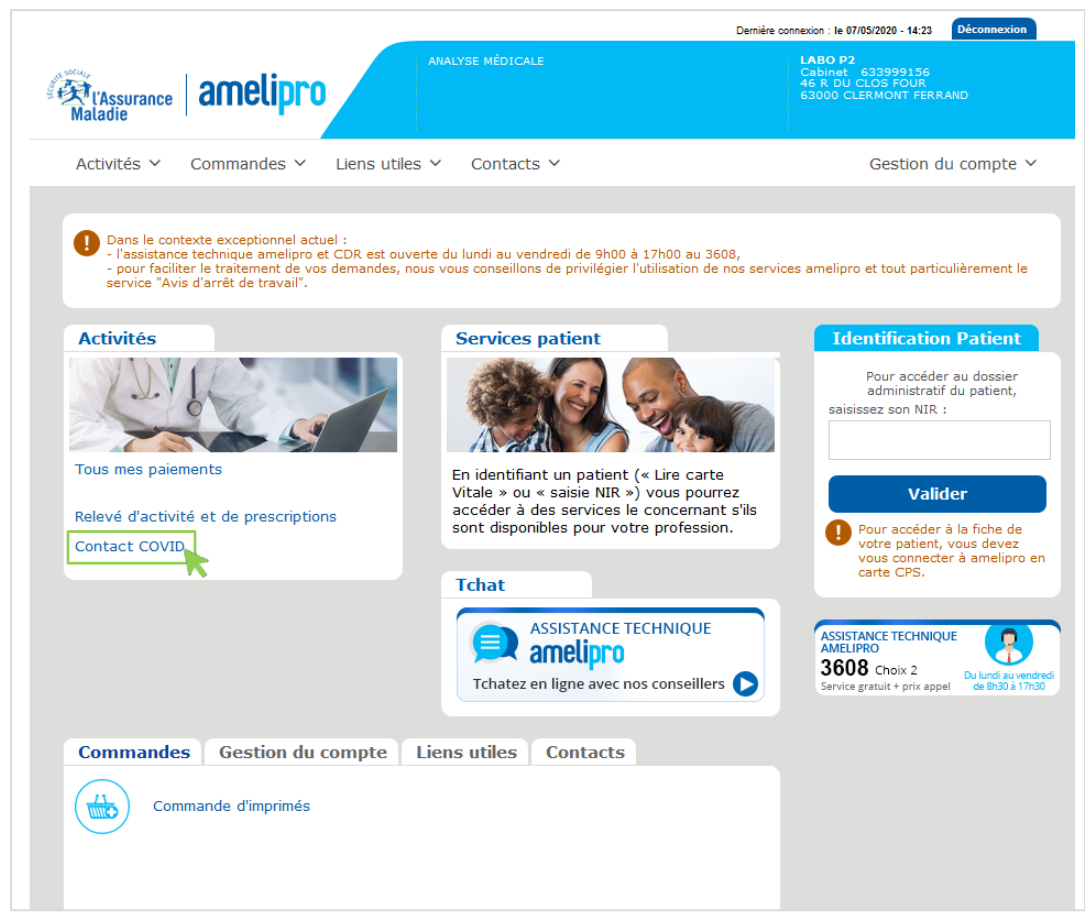 Dernière connexion : le 07/05/2020 - 14:23
Déconnexion
SÉCURITÉ SOCIALE
l'Assurance
Maladie
amelipro
ANALYSE MÉDICALE
LABO P2
Cabinet 633999156
46 R DU CLOS FOUR
63000 CLERMONT FERRAND
Activités
Commandes
Liens utiles
Contacts
Gestion du compte
Dans le contexte exceptionnel actuel :
- l'assistance technique amelipro et CDR est ouverte du lundi au vendredi de 9h00 à 17h00 au 3608,
- pour faciliter le traitement de vos demandes, nous vous conseillons de privilégier l'utilisation de nos services amelipro et tout particulièrement le
service "Avis d'arrêt de travail".
Activités
Tous mes paiements
Relevé d'activité et de prescriptions
Contact COVID
Services patient
En identifiant un patient (« Lire carte
Vitale » ou « saisie NIR ») vous pourrez
accéder à des services le concernant s'ils
sont disponibles pour votre profession.
Tchat
ASSISTANCE TECHNIQUE
amelipro
Tchatez en ligne avec nos conseillers
Identification Patient
Pour accéder au dossier
administratif du patient,
saisissez son NIR :
Valider
Pour accéder à la fiche de
votre patient, vous devez
vous connecter à amelipro en
carte CPS.
ASSISTANCE TECHNIQUE
AMELIPRO
3608 Choix 2
Service gratuit + prix appel
Du lundi au vendredi
de 8h30 à 17h30
Commandes
Gestion du compte
Liens utiles
Contacts
Commande d'imprimés